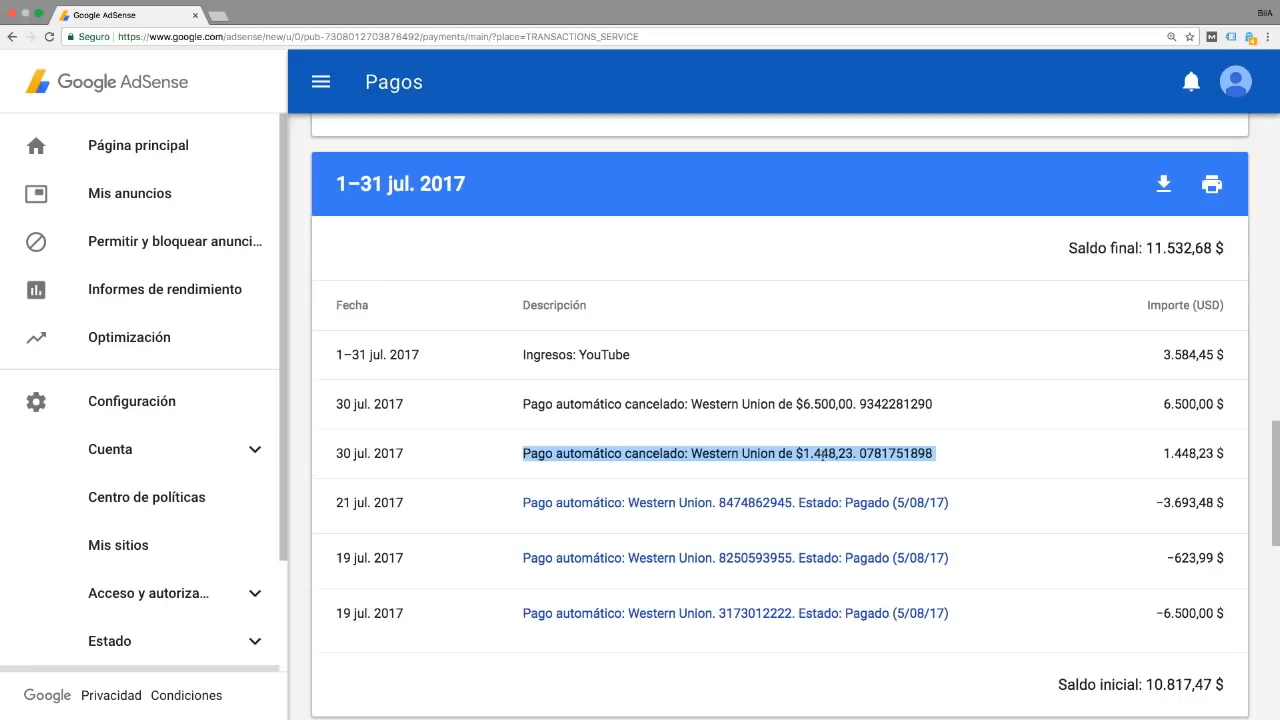 Google AdSense
BiiA
Seguro
https://www.google.com/adsense/new/u/0/pub-7308012703876492/payments/main/?place=TRANSACTIONS_SERVICE
Google AdSense
Pagos
Página principal
Mis anuncios
Permitir y bloquear anunci...
Informes de rendimiento
Optimización
Configuración
Cuenta
Centro de políticas
Mis sitios
Acceso y autoriza...
Estado
Google Privacidad Condiciones
1–31 jul. 2017
Saldo final: 11.532,68 $
Fecha Descripción Importe (USD)
1–31 jul. 2017 Ingresos: YouTube 3.584,45 $
30 jul. 2017 Pago automático cancelado: Western Union de $6.500,00. 9342281290 6.500,00 $
30 jul. 2017 Pago automático cancelado: Western Union de $1.448,23. 0781751898 1.448,23 $
21 jul. 2017 Pago automático: Western Union. 8474862945. Estado: Pagado (5/08/17) −3.693,48 $
19 jul. 2017 Pago automático: Western Union. 8250593955. Estado: Pagado (5/08/17) −623,99 $
19 jul. 2017 Pago automático: Western Union. 3173012222. Estado: Pagado (5/08/17) −6.500,00 $
Saldo inicial: 10.817,47 $